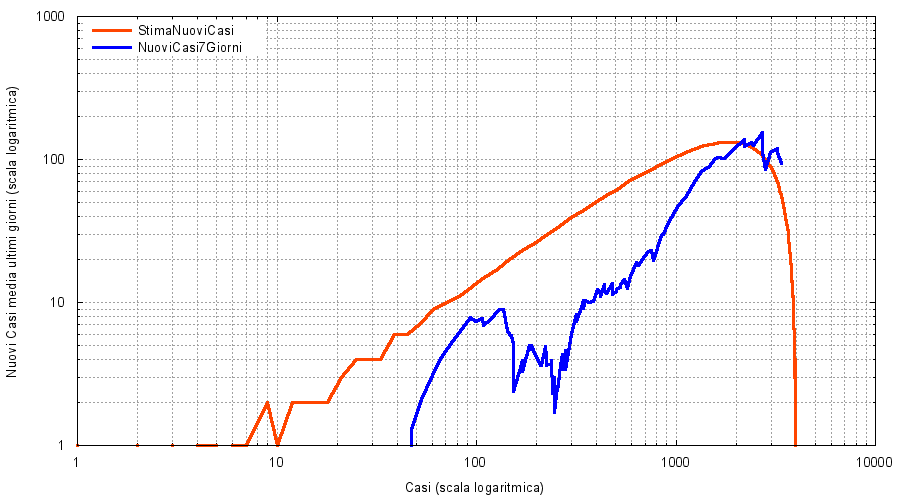 1000
StimaNuoviCasi
NuoviCasi7Giorni
100
10
1
Nuovi Casi media ultimi giorni (scala logaritmica)
1
10
100
1000
10000
Casi (scala logaritmica)